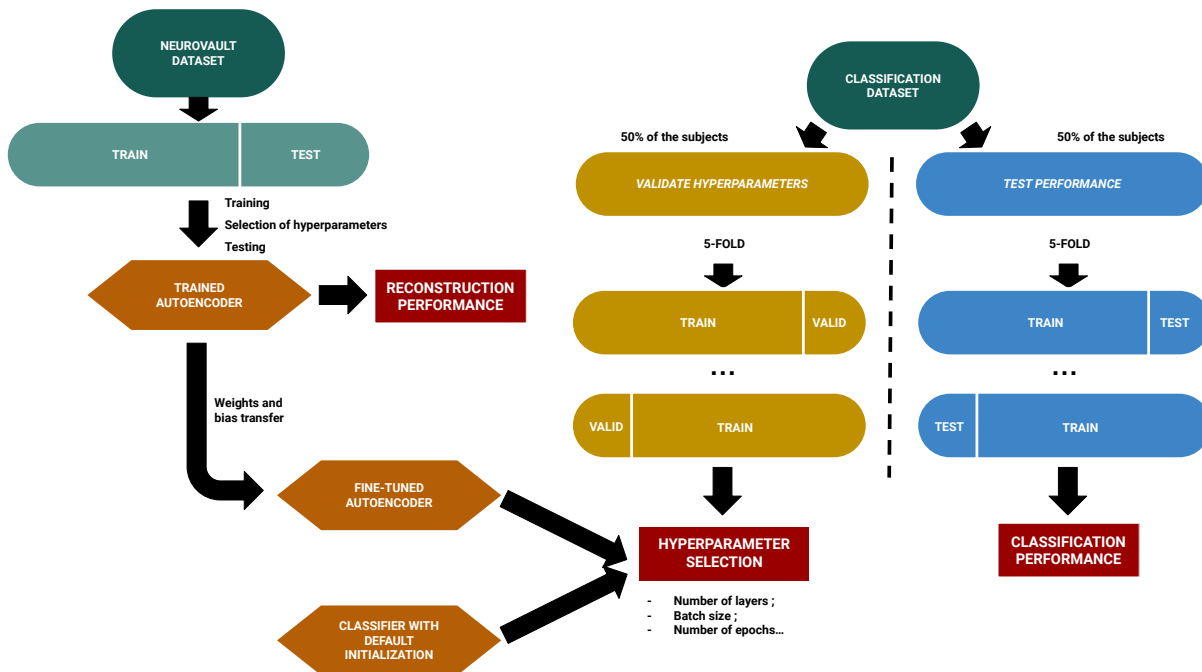 NEUROVAULT
DATASET
TRAIN
TEST
Training
Selection of hyperparameters
Testing
TRAINED
AUTOENCODER
RECONSTRUCTION
PERFORMANCE
Weights and
bias transfer
FINE-TUNED
AUTOENCODER
CLASSIFIER WITH
DEFAULT
INITIALIZATION
CLASSIFICATION
DATASET
50% of the subjects
50% of the subjects
VALIDATE HYPERPARAMETERS
TEST PERFORMANCE
5-FOLD
5-FOLD
TRAIN
VALID
TRAIN
TEST
...
...
VALID
TRAIN
TEST
TRAIN
HYPERPARAMETER
SELECTION
- Number of layers ;
- Batch size ;
- Number of epochs...
CLASSIFICATION
PERFORMANCE